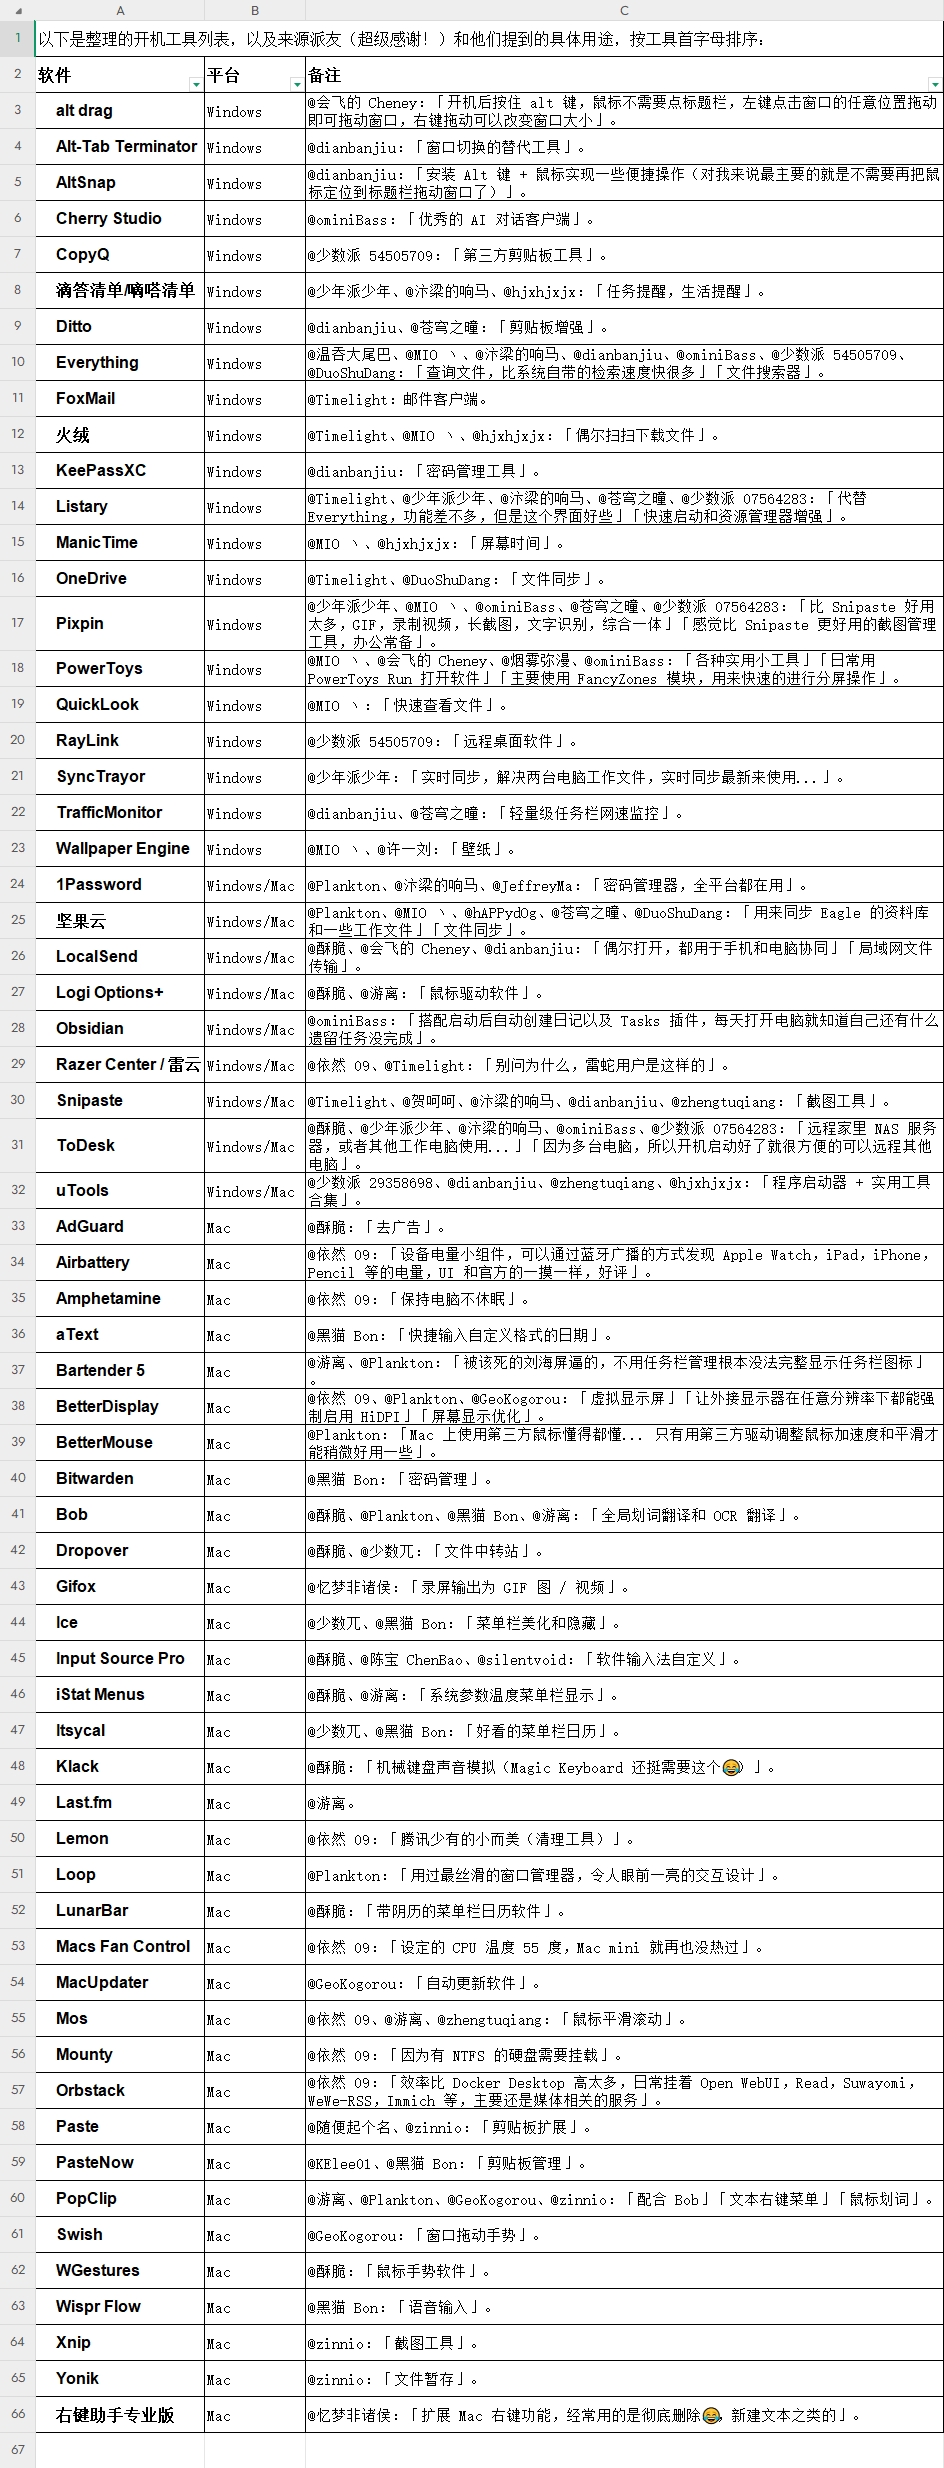 A B C
1 以下是整理的开机工具列表，以及来源派友（超级感谢！）和他们提到的具体用途，按工具首字母排序：
2 软件 平台 备注
3 alt drag Windows @会飞的 Cheney：「开机后按住 alt 键，鼠标不需要点标题栏，左键点击窗口的任意位置拖动
即可拖动窗口，右键拖动可以改变窗口大小」。
4 Alt-Tab Terminator Windows @dianbanjiu：「窗口切换的替代工具」。
5 AltSnap Windows @dianbanjiu：「安装 Alt 键 + 鼠标实现一些便捷操作（对我来说最主要的就是不需要再把鼠
标定位到标题栏拖动窗口了）」。
6 Cherry Studio Windows @ominiBass：「优秀的 AI 对话客户端」。
7 CopyQ Windows @少数派 54505709：「第三方剪贴板工具」。
8 滴答清单/嘀嗒清单 Windows @少年派少年、@汴梁的响马、@hjxhjxjx：「任务提醒，生活提醒」。
9 Ditto Windows @dianbanjiu、@苍穹之瞳：「剪贴板增强」。
10 Everything Windows @温吞大尾巴、@MIO 丶、@汴梁的响马、@dianbanjiu、@ominiBass、@少数派 54505709、
@DuoShuDang：「查询文件，比系统自带的检索速度快很多」「文件搜索器」。
11 FoxMail Windows @Timelight：邮件客户端。
12 火绒 Windows @Timelight、@MIO 丶、@hjxhjxjx：「偶尔扫扫下载文件」。
13 KeePassXC Windows @dianbanjiu：「密码管理工具」。
14 Listary Windows @Timelight、@少年派少年、@汴梁的响马、@苍穹之瞳、@少数派 07564283：「代替
Everything，功能差不多，但是这个界面好些」「快速启动和资源管理器增强」。
15 ManicTime Windows @MIO 丶、@hjxhjxjx：「屏幕时间」。
16 OneDrive Windows @Timelight、@DuoShuDang：「文件同步」。
17 Pixpin Windows @少年派少年、@MIO 丶、@ominiBass、@苍穹之瞳、@少数派 07564283：「比 Snipaste 好用
太多，GIF，录制视频，长截图，文字识别，综合一体」「感觉比 Snipaste 更好用的截图管理
工具，办公常备」。
18 PowerToys Windows @MIO 丶、@会飞的 Cheney、@烟雾弥漫、@ominiBass：「各种实用小工具」「日常用
PowerToys Run 打开软件」「主要使用 FancyZones 模块，用来快速的进行分屏操作」。
19 QuickLook Windows @MIO 丶：「快速查看文件」。
20 RayLink Windows @少数派 54505709：「远程桌面软件」。
21 SyncTrayor Windows @少年派少年：「实时同步，解决两台电脑工作文件，实时同步最新来使用...」。
22 TrafficMonitor Windows @dianbanjiu、@苍穹之瞳：「轻量级任务栏网速监控」。
23 Wallpaper Engine Windows @MIO 丶、@许一刘：「壁纸」。
24 1Password Windows/Mac @Plankton、@汴梁的响马、@JeffreyMa：「密码管理器，全平台都在用」。
25 坚果云 Windows/Mac @Plankton、@MIO 丶、@hAPPydOg、@苍穹之瞳、@DuoShuDang：「用来同步 Eagle 的资料库
和一些工作文件」「文件同步」。
26 LocalSend Windows/Mac @酥脆、@会飞的 Cheney、@dianbanjiu：「偶尔打开，都用于手机和电脑协同」「局域网文件
传输」。
27 Logi Options+ Windows/Mac @酥脆、@游离：「鼠标驱动软件」。
28 Obsidian Windows/Mac @ominiBass：「搭配启动后自动创建日记以及 Tasks 插件，每天打开电脑就知道自己还有什么
遗留任务没完成」。
29 Razer Center / 雷云 Windows/Mac @依然 09、@Timelight：「别问为什么，雷蛇用户是这样的」。
30 Snipaste Windows/Mac @Timelight、@贺呵呵、@汴梁的响马、@dianbanjiu、@zhengtuqiang：「截图工具」。
31 ToDesk Windows/Mac @酥脆、@少年派少年、@汴梁的响马、@ominiBass、@少数派 07564283：「远程家里 NAS 服务
器，或者其他工作电脑使用...」「因为多台电脑，所以开机启动好了就很方便的可以远程其他
电脑」。
32 uTools Windows/Mac @少数派 29358698、@dianbanjiu、@zhengtuqiang、@hjxhjxjx：「程序启动器 + 实用工具
合集」。
33 AdGuard Mac @酥脆：「去广告」。
34 Airbattery Mac @依然 09：「设备电量小组件，可以通过蓝牙广播的方式发现 Apple Watch，iPad，iPhone，
Pencil 等的电量，UI 和官方的一摸一样，好评」。
35 Amphetamine Mac @依然 09：「保持电脑不休眠」。
36 aText Mac @黑猫 Bon：「快捷输入自定义格式的日期」。
37 Bartender 5 Mac @游离、@Plankton：「被该死的刘海屏逼的，不用任务栏管理根本没法完整显示任务栏图标」
。
38 BetterDisplay Mac @依然 09、@Plankton、@GeoKogorou：「虚拟显示屏」「让外接显示器在任意分辨率下都能强
制启用 HiDPI」「屏幕显示优化」。
39 BetterMouse Mac @Plankton：「Mac 上使用第三方鼠标懂得都懂... 只有用第三方驱动调整鼠标加速度和平滑才
能稍微好用一些」。
40 Bitwarden Mac @黑猫 Bon：「密码管理」。
41 Bob Mac @酥脆、@Plankton、@黑猫 Bon、@游离：「全局划词翻译和 OCR 翻译」。
42 Dropover Mac @酥脆、@少数兀：「文件中转站」。
43 Gifox Mac @忆梦非诸侯：「录屏输出为 GIF 图 / 视频」。
44 Ice Mac @少数兀、@黑猫 Bon：「菜单栏美化和隐藏」。
45 Input Source Pro Mac @酥脆、@陈宝 ChenBao、@silentvoid：「软件输入法自定义」。
46 iStat Menus Mac @酥脆、@游离：「系统参数温度菜单栏显示」。
47 Itsycal Mac @少数兀、@黑猫 Bon：「好看的菜单栏日历」。
48 Klack Mac @酥脆：「机械键盘声音模拟（Magic Keyboard 还挺需要这个😂）」。
49 Last.fm Mac @游离。
50 Lemon Mac @依然 09：「腾讯少有的小而美（清理工具）」。
51 Loop Mac @Plankton：「用过最丝滑的窗口管理器，令人眼前一亮的交互设计」。
52 LunarBar Mac @酥脆：「带阴历的菜单栏日历软件」。
53 Macs Fan Control Mac @依然 09：「设定的 CPU 温度 55 度，Mac mini 就再也没热过」。
54 MacUpdater Mac @GeoKogorou：「自动更新软件」。
55 Mos Mac @依然 09、@游离、@zhengtuqiang：「鼠标平滑滚动」。
56 Mounty Mac @依然 09：「因为有 NTFS 的硬盘需要挂载」。
57 Orbstack Mac @依然 09：「效率比 Docker Desktop 高太多，日常挂着 Open WebUI，Read，Suwayomi，
WeWe-RSS，Immich 等，主要还是媒体相关的服务」。
58 Paste Mac @随便起个名、@zinnio：「剪贴板扩展」。
59 PasteNow Mac @KElee01、@黑猫 Bon：「剪贴板管理」。
60 PopClip Mac @游离、@Plankton、@GeoKogorou、@zinnio：「配合 Bob」「文本右键菜单」「鼠标划词」。
61 Swish Mac @GeoKogorou：「窗口拖动手势」。
62 WGestures Mac @酥脆：「鼠标手势软件」。
63 Wispr Flow Mac @黑猫 Bon：「语音输入」。
64 Xnip Mac @zinnio：「截图工具」。
65 Yonik Mac @zinnio：「文件暂存」。
66 右键助手专业版 Mac @忆梦非诸侯：「扩展 Mac 右键功能，经常用的是彻底删除😂，新建文本之类的」。
67